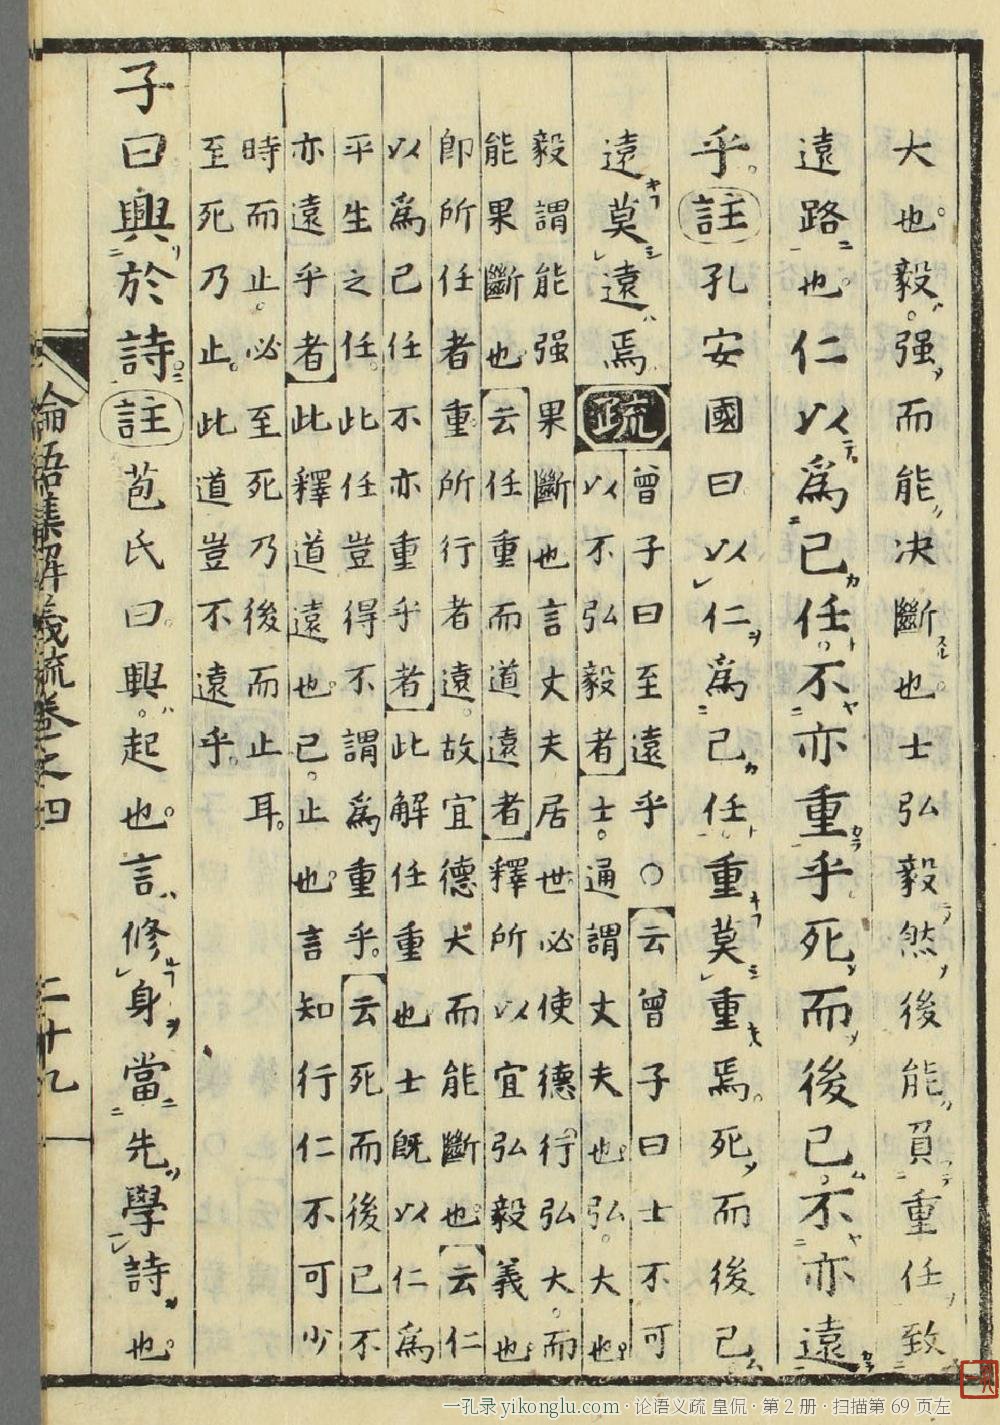 大也毅强而能决斷也士弘毅然後能負重任致
遠路也仁以爲己任不亦重乎死而後已不亦遠
乎註孔安國曰以仁爲己任重莫重焉死而後已
遠莫遠焉疏曾子曰至遠乎〇云曾子曰士不可
以不弘毅者士通謂丈夫也弘大也
毅謂能强果斷也言丈夫居世必使德行弘大而
能果斷也云任重而道遠者釋所以宜弘毅義也
即所任者重所行者遠故宜德大而能斷也云仁
以爲己任不亦重乎者此解任重也士既以仁爲
平生之任此任豈得不謂爲重乎云死而後已不
亦遠乎者此釋道遠也已止也言知行仁不可少
時而止必至死乃後而止耳
至死乃止此道豈不遠乎
子曰興於詩註苞氏曰興起也言修身當先學詩也
論語集解義疏卷之四 二十九
一孔录 yikonglu.com · 论语义疏 皇侃 · 第 2 册 · 扫描第 69 页左